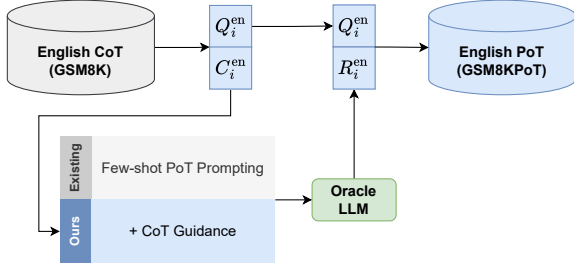 English CoT
(GSM8K)
Q_i^en
C_i^en
Q_i^en
R_i^en
English PoT
(GSM8KPoT)
Existing
Few-shot PoT Prompting
Ours
+ CoT Guidance
Oracle
LLM